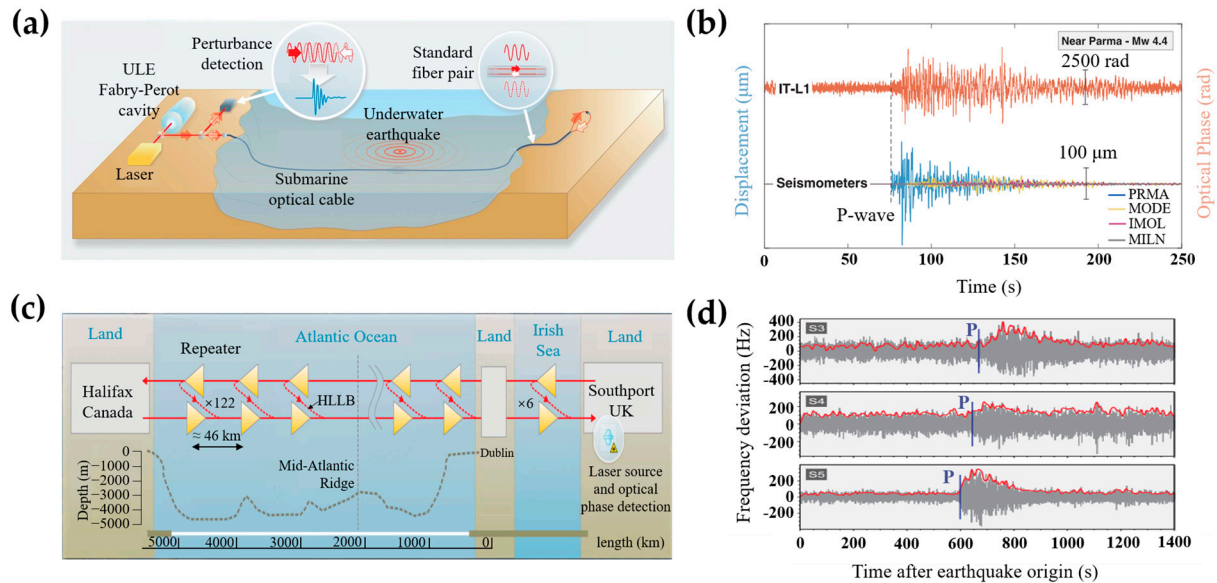 (a)
Perturbance
detection
Standard
fiber pair
ULE
Fabry-Perot
cavity
Underwater
earthquake
Laser
Submarine
optical cable
(b)
Near Parma - Mw 4.4
2500 rad
IT-L1
100 μm
Seismometers
P-wave
PRMA
MODE
IMOL
MILN
Displacement (μm)
Optical Phase (rad)
0 50 100 150 200 250
Time (s)
(c)
Land
Atlantic Ocean
Land
Irish
Sea
Land
Repeater
Halifax
Canada
×122
HLLB
×6
Southport
UK
≈ 46 km
Dublin
Mid-Atlantic
Ridge
Laser source
and optical
phase detection
Depth (m)
0
−1000
−2000
−3000
−4000
−5000
5000 4000 3000 2000 1000 0 length (km)
(d)
Frequency deviation (Hz)
S3
P
400
200
0
-200
-400
S4
P
200
0
-200
S5
P
200
0
-200
0 200 400 600 800 1000 1200 1400
Time after earthquake origin (s)